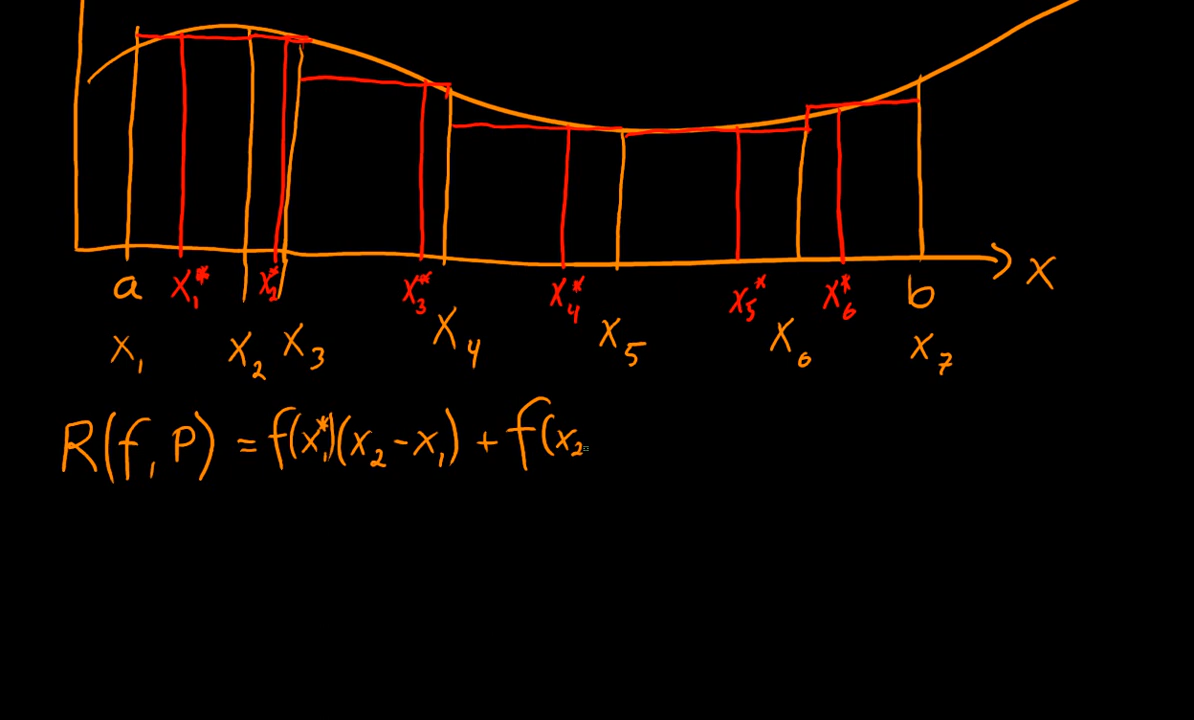 a x₁* x₂* x₃* x₄* x₅* x₆* b x
x₁ x₂ x₃ x₄ x₅ x₆ x₇
R(f, P) = f(x₁*)(x₂ - x₁) + f(x₂